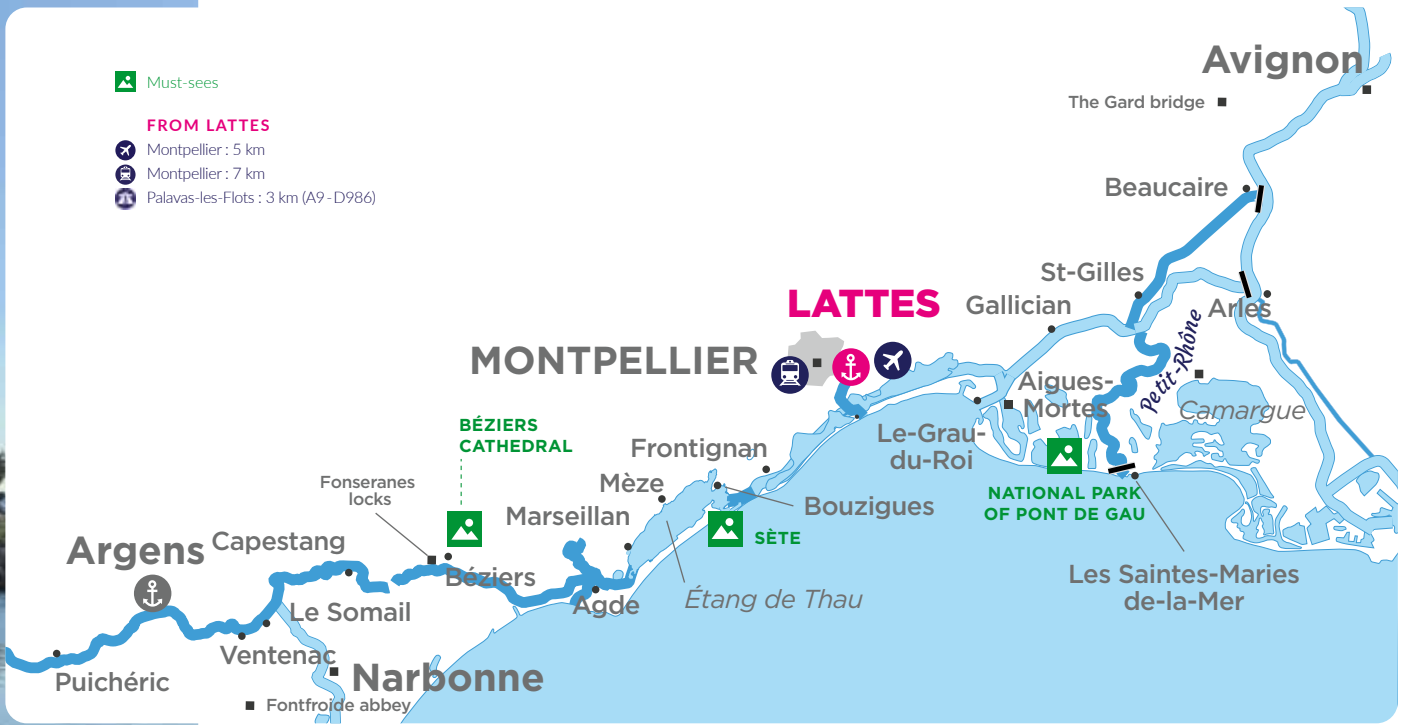 Must-sees
FROM LATTES
Montpellier : 5 km
Montpellier : 7 km
Palavas-les-Flots : 3 km (A9 - D986)
Avignon
The Gard bridge
Beaucaire
St-Gilles
LATTES
Gallician
Arles
MONTPELLIER
Petit-Rhône
Aigues-
Mortes
Camargue
BÉZIERS
CATHEDRAL
Le-Grau-
du-Roi
Frontignan
Fonseranes
locks
Mèze
NATIONAL PARK
OF PONT DE GAU
Bouzigues
Marseillan
SÈTE
Argens
Capestang
Béziers
Les Saintes-Maries
de-la-Mer
Étang de Thau
Agde
Le Somail
Ventenac
Narbonne
Puichéric
Fontfroide abbey